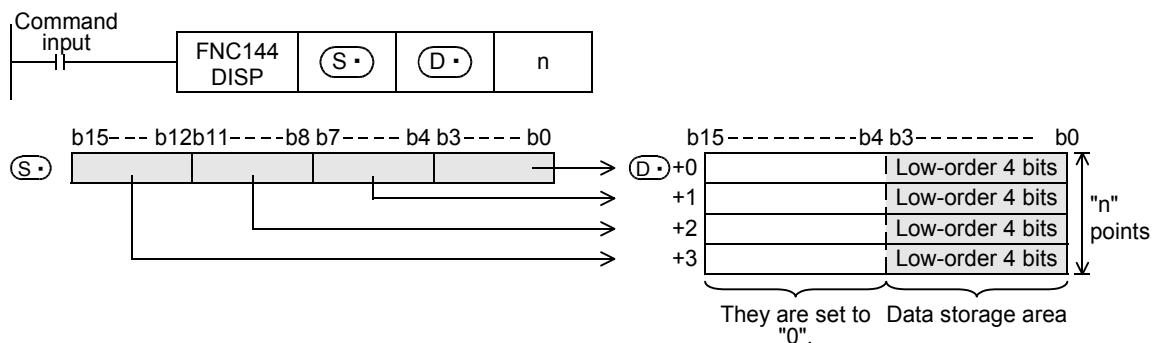 Command
input
FNC144
DISP
S·
D·
n
b15--- b12b11----b8 b7----- b4 b3---- b0
S·
b15----------b4 b3--------- b0
D·+0
Low-order 4 bits
+1
Low-order 4 bits
+2
Low-order 4 bits
+3
Low-order 4 bits
"n"
points
They are set to
"0".
Data storage area